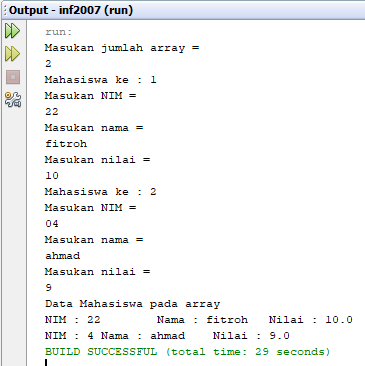 Output - inf2007 (run)
run:
Masukan jumlah array =
2
Mahasiswa ke : 1
Masukan NIM =
22
Masukan nama =
fitroh
Masukan nilai =
10
Mahasiswa ke : 2
Masukan NIM =
04
Masukan nama =
ahmad
Masukan nilai =
9
Data Mahasiswa pada array
NIM : 22        Nama : fitroh   Nilai : 10.0
NIM : 4 Nama : ahmad    Nilai : 9.0
BUILD SUCCESSFUL (total time: 29 seconds)